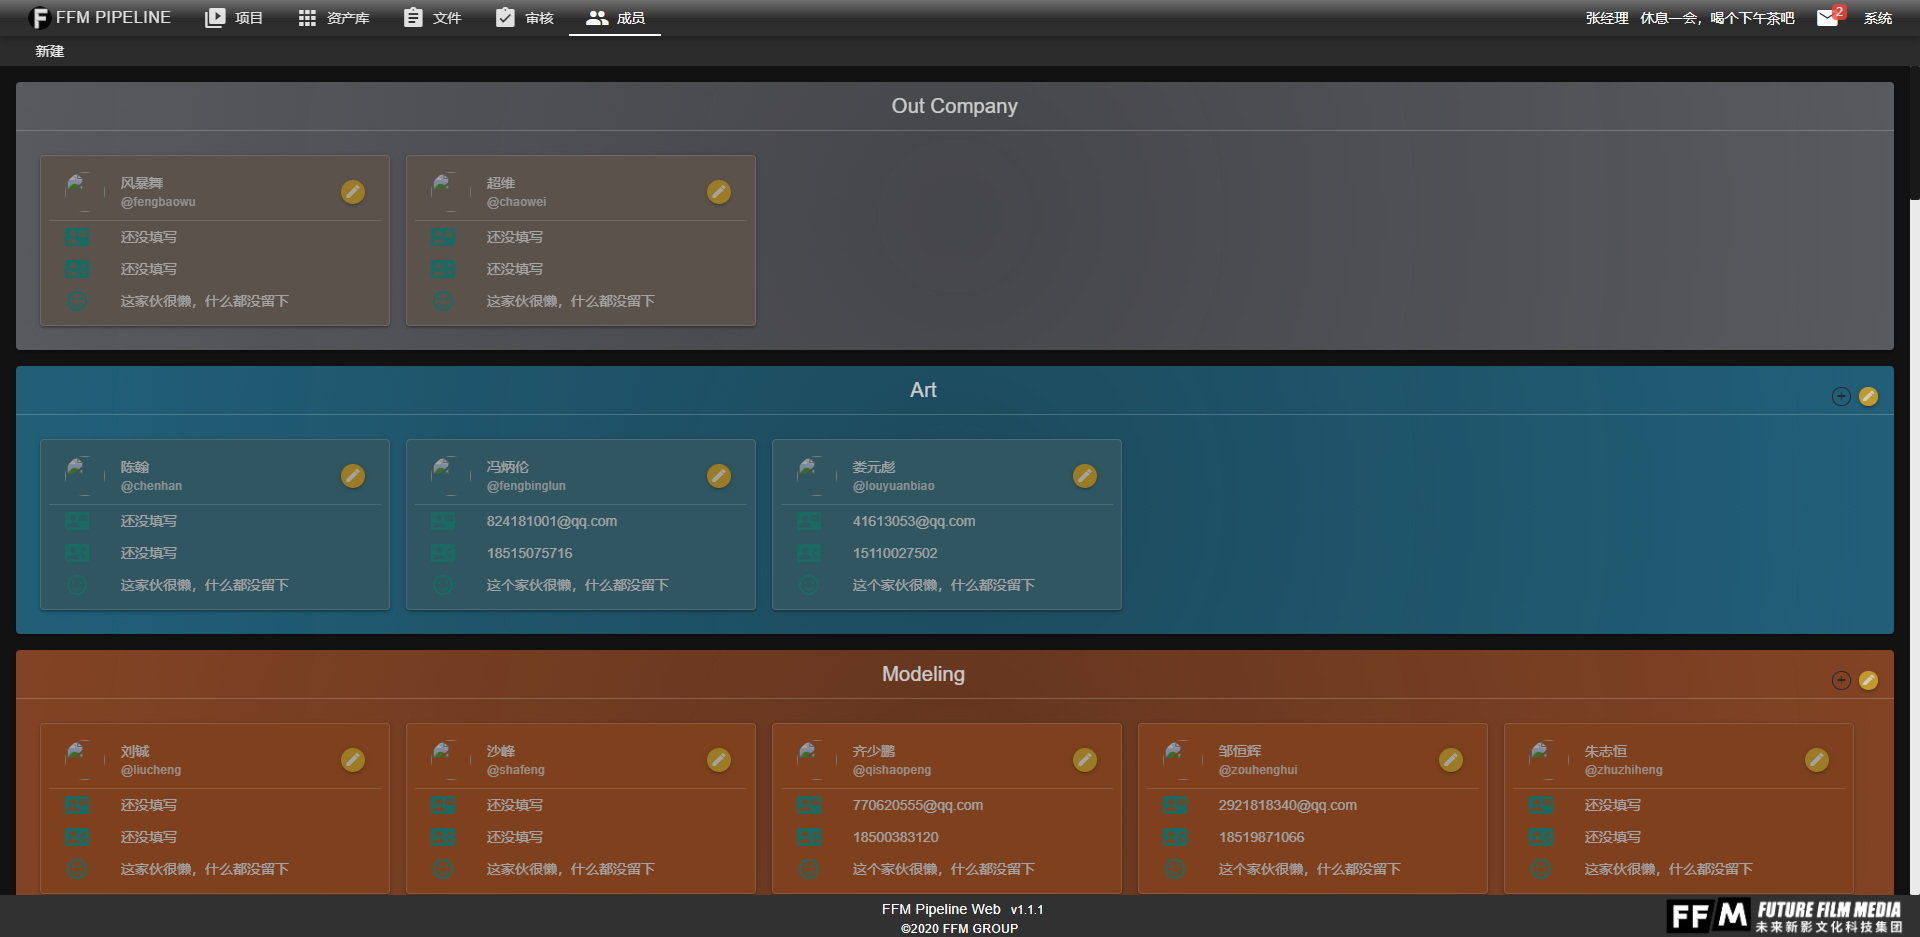 FFM PIPELINE 项目 资产库 文件 审核 成员 张经理 休息一会，喝个下午茶吧 2 系统
新建
Out Company
风暴舞 超维
@fengbaowu @chaowei
还没填写 还没填写
还没填写 还没填写
这家伙很懒，什么都没留下 这家伙很懒，什么都没留下
Art
陈翰 冯炳伦 娄元彪
@chenhan @fengbinglun @louyuanbiao
还没填写 824181001@qq.com 41613053@qq.com
还没填写 18515075716 15110027502
这家伙很懒，什么都没留下 这个家伙很懒，什么都没留下 这个家伙很懒，什么都没留下
Modeling
刘铖 沙峰 齐少鹏 邹恒辉 朱志恒
@liucheng @shafeng @qishaopeng @zouhenghui @zhuzhiheng
还没填写 还没填写 770620555@qq.com 2921818340@qq.com 还没填写
还没填写 还没填写 18500383120 18519871066 还没填写
这家伙很懒，什么都没留下 这家伙很懒，什么都没留下 这个家伙很懒，什么都没留下 这个家伙很懒，什么都没留下 这家伙很懒，什么都没留下
FFM Pipeline Web v1.1.1
©2020 FFM GROUP
FFM FUTURE FILM MEDIA
未来新影文化科技集团